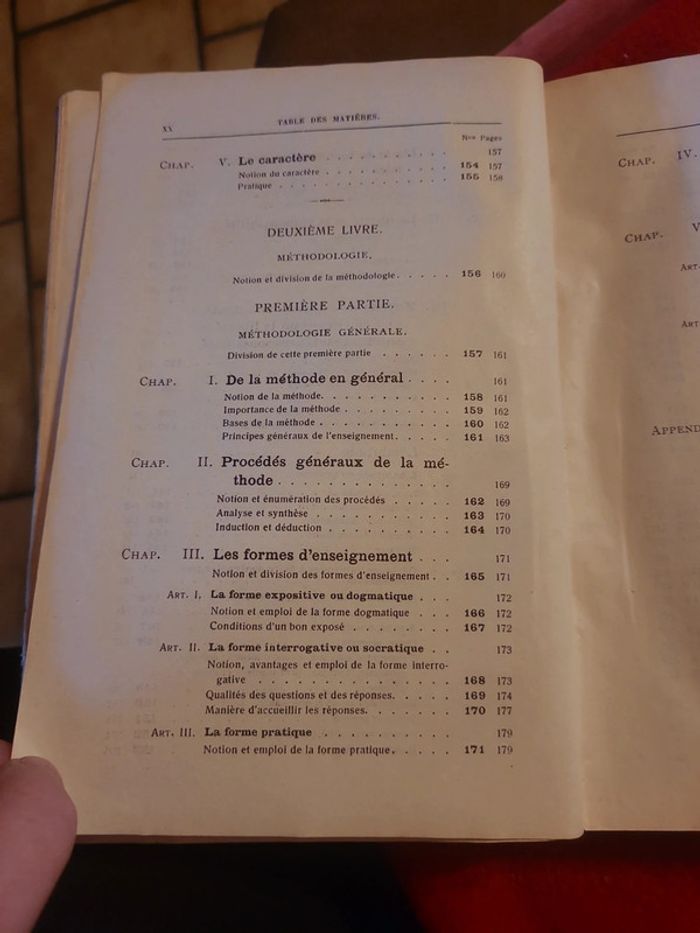 XX TABLE DES MATIÈRES.
Nos Pages
CHAP. V. Le caractère . . . . . . . . . . 157
Notion du caractère . . . . . . . . . . 154 157
Pratique . . . . . . . . . . . . . 155 158
DEUXIÈME LIVRE.
MÉTHODOLOGIE.
Notion et division de la méthodologie. . . . . 156 160
PREMIÈRE PARTIE.
MÉTHODOLOGIE GÉNÉRALE.
Division de cette première partie . . . . . . 157 161
CHAP. I. De la méthode en général . . . . 161
Notion de la méthode. . . . . . . . . . 158 161
Importance de la méthode . . . . . . . . 159 162
Bases de la méthode . . . . . . . . . . 160 162
Principes généraux de l'enseignement. . . . . 161 163
CHAP. II. Procédés généraux de la mé-
thode . . . . . . . . . . . . . 169
Notion et énumération des procédés . . . . . 162 169
Analyse et synthèse . . . . . . . . . . 163 170
Induction et déduction . . . . . . . . . 164 170
CHAP. III. Les formes d'enseignement . . . 171
Notion et division des formes d'enseignement . . 165 171
ART. I. La forme expositive ou dogmatique . . . . 172
Notion et emploi de la forme dogmatique . . . 166 172
Conditions d'un bon exposé . . . . . . . . 167 172
ART. II. La forme interrogative ou socratique . . 173
Notion, avantages et emploi de la forme interro-
gative . . . . . . . . . . . . . . 168 173
Qualités des questions et des réponses. . . . . 169 174
Manière d'accueillir les réponses. . . . . . . 170 177
ART. III. La forme pratique . . . . . . . . . . 179
Notion et emploi de la forme pratique. . . . . 171 179
CHAP. IV.
CHAP. V
ART.
ART
APPEND